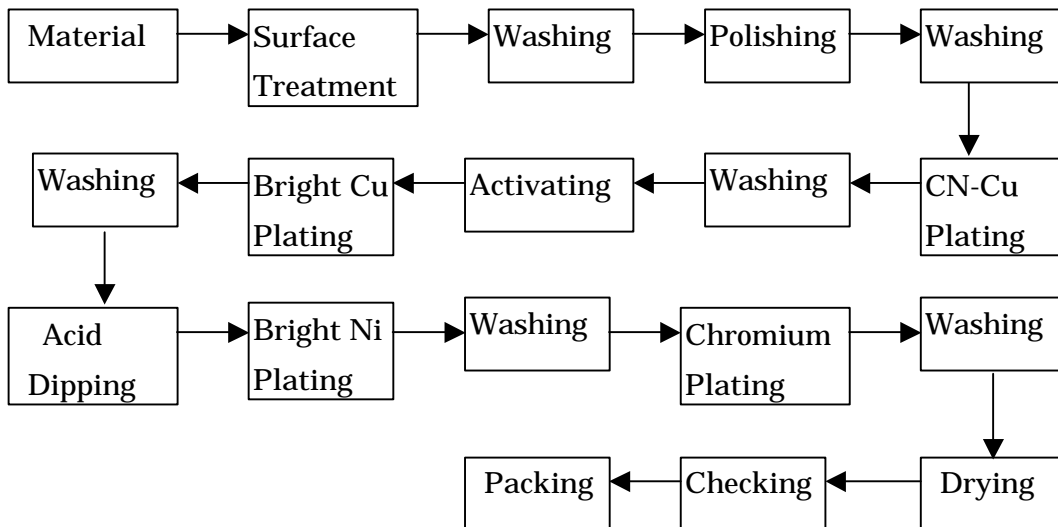 Material
Surface
Treatment
Washing
Polishing
Washing
CN-Cu
Plating
Washing
Activating
Bright Cu
Plating
Washing
Acid
Dipping
Bright Ni
Plating
Washing
Chromium
Plating
Washing
Drying
Checking
Packing